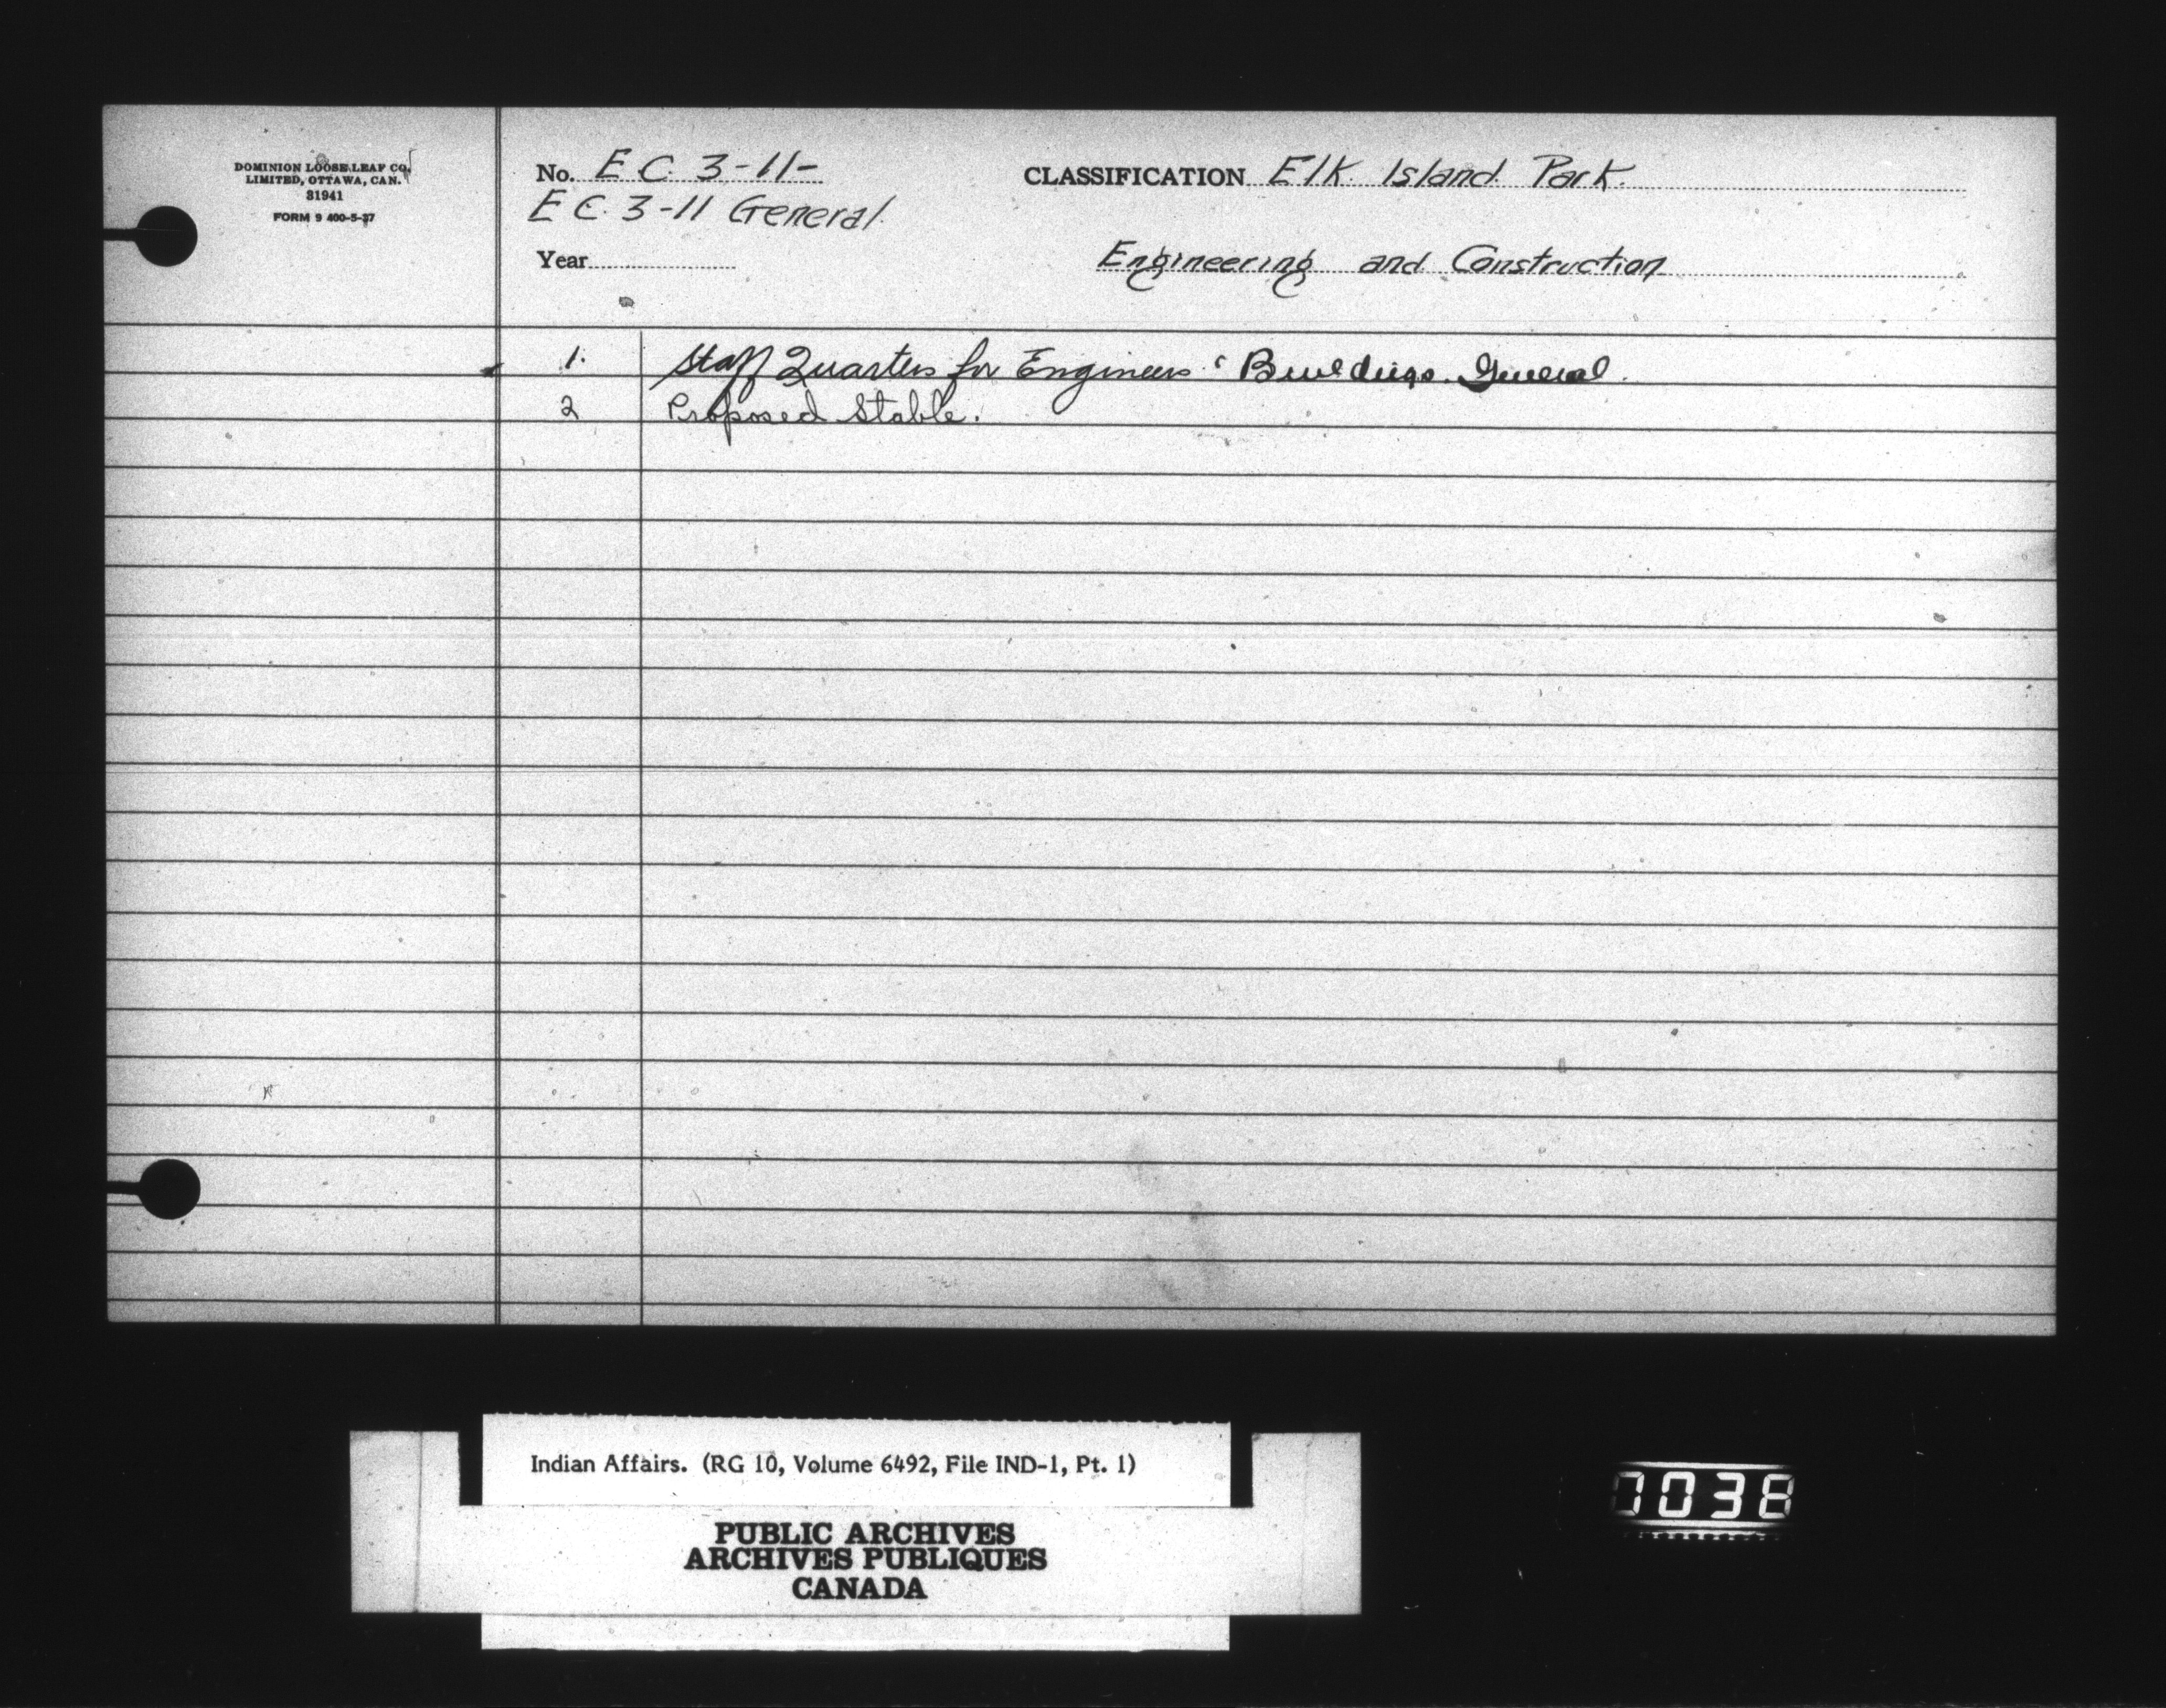 DOMINION LOOSE LEAF CO.
LIMITED, OTTAWA, CAN.
31941
FORM 9 400-5-37
No. E C. 3-11-
E C. 3-11 General.
Year
CLASSIFICATION Elk Island Park.
Engineering and Construction
1. Staff Quarters for Engineers Buildings. General.
2 Proposed Stable.
Indian Affairs. (RG 10, Volume 6492, File IND-1, Pt. 1)
PUBLIC ARCHIVES
ARCHIVES PUBLIQUES
CANADA
7038